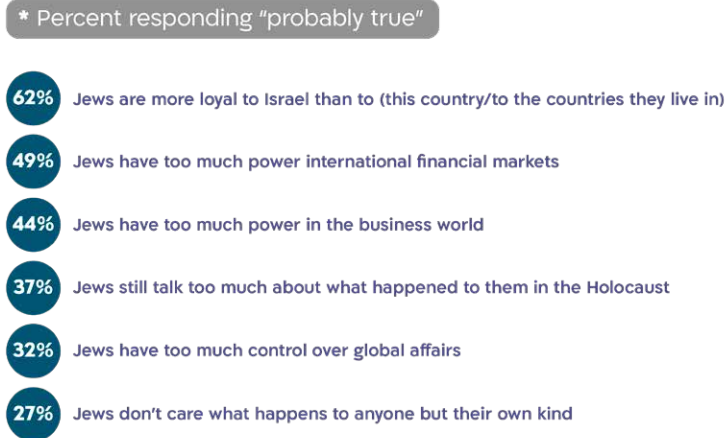 * Percent responding "probably true"
62% Jews are more loyal to Israel than to (this country/to the countries they live in)
49% Jews have too much power international financial markets
44% Jews have too much power in the business world
37% Jews still talk too much about what happened to them in the Holocaust
32% Jews have too much control over global affairs
27% Jews don't care what happens to anyone but their own kind